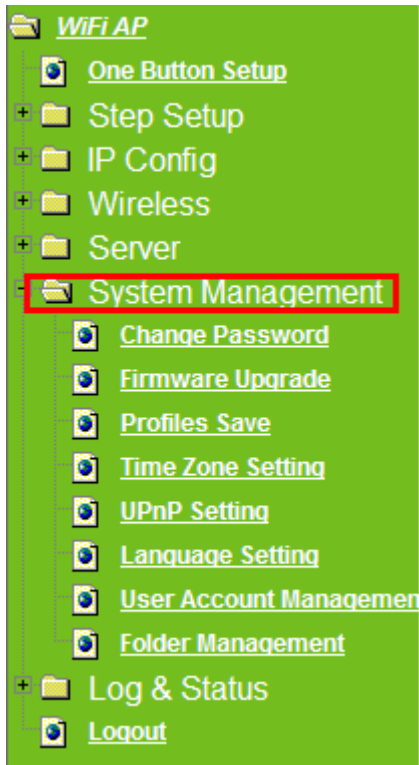 WiFi AP
One Button Setup
Step Setup
IP Config
Wireless
Server
System Management
Change Password
Firmware Upgrade
Profiles Save
Time Zone Setting
UPnP Setting
Language Setting
User Account Managemen
Folder Management
Log & Status
Logout